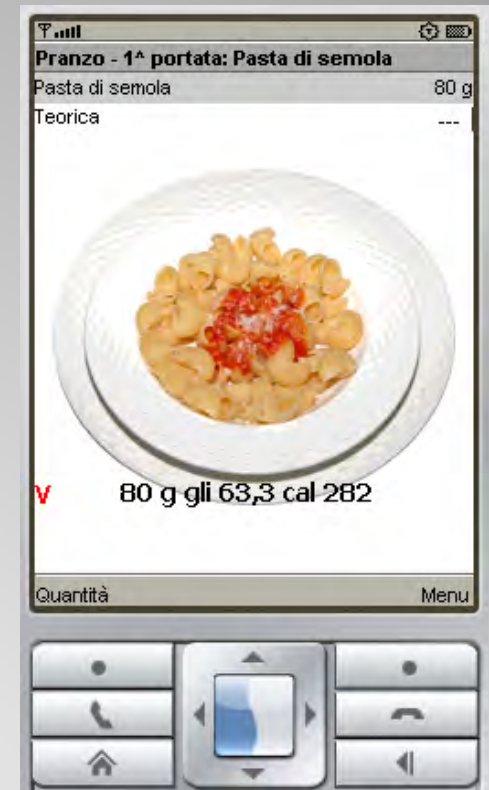 Pranzo - 1^ portata: Pasta di semola
Pasta di semola 80 g
Teorica ---
V 80 g gli 63,3 cal 282
Quantità Menu